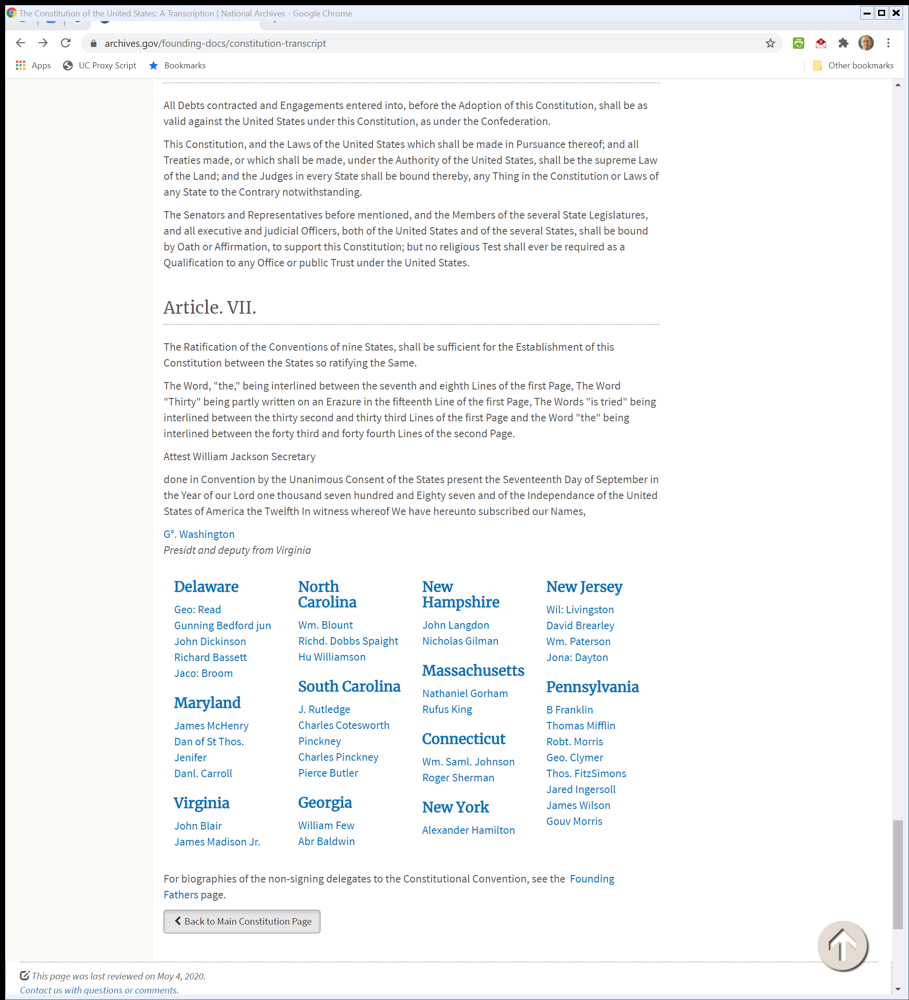 The Constitution of the United States: A Transcription | National Archives - Google Chrome
archives.gov/founding-docs/constitution-transcript
Apps UC Proxy Script Bookmarks Other bookmarks
All Debts contracted and Engagements entered into, before the Adoption of this Constitution, shall be as
valid against the United States under this Constitution, as under the Confederation.
This Constitution, and the Laws of the United States which shall be made in Pursuance thereof; and all
Treaties made, or which shall be made, under the Authority of the United States, shall be the supreme Law
of the Land; and the Judges in every State shall be bound thereby, any Thing in the Constitution or Laws of
any State to the Contrary notwithstanding.
The Senators and Representatives before mentioned, and the Members of the several State Legislatures,
and all executive and judicial Officers, both of the United States and of the several States, shall be bound
by Oath or Affirmation, to support this Constitution; but no religious Test shall ever be required as a
Qualification to any Office or public Trust under the United States.
Article. VII.
The Ratification of the Conventions of nine States, shall be sufficient for the Establishment of this
Constitution between the States so ratifying the Same.
The Word, "the," being interlined between the seventh and eighth Lines of the first Page, The Word
"Thirty" being partly written on an Erazure in the fifteenth Line of the first Page, The Words "is tried" being
interlined between the thirty second and thirty third Lines of the first Page and the Word "the" being
interlined between the forty third and forty fourth Lines of the second Page.
Attest William Jackson Secretary
done in Convention by the Unanimous Consent of the States present the Seventeenth Day of September in
the Year of our Lord one thousand seven hundred and Eighty seven and of the Independance of the United
States of America the Twelfth In witness whereof We have hereunto subscribed our Names,
G°. Washington
Presidt and deputy from Virginia
Delaware
Geo: Read
Gunning Bedford jun
John Dickinson
Richard Bassett
Jaco: Broom
Maryland
James McHenry
Dan of St Thos.
Jenifer
Danl. Carroll
Virginia
John Blair
James Madison Jr.
North
Carolina
Wm. Blount
Richd. Dobbs Spaight
Hu Williamson
South Carolina
J. Rutledge
Charles Cotesworth
Pinckney
Charles Pinckney
Pierce Butler
Georgia
William Few
Abr Baldwin
New
Hampshire
John Langdon
Nicholas Gilman
Massachusetts
Nathaniel Gorham
Rufus King
Connecticut
Wm. Saml. Johnson
Roger Sherman
New York
Alexander Hamilton
New Jersey
Wil: Livingston
David Brearley
Wm. Paterson
Jona: Dayton
Pennsylvania
B Franklin
Thomas Mifflin
Robt. Morris
Geo. Clymer
Thos. FitzSimons
Jared Ingersoll
James Wilson
Gouv Morris
For biographies of the non-signing delegates to the Constitutional Convention, see the Founding
Fathers page.
Back to Main Constitution Page
This page was last reviewed on May 4, 2020.
Contact us with questions or comments.